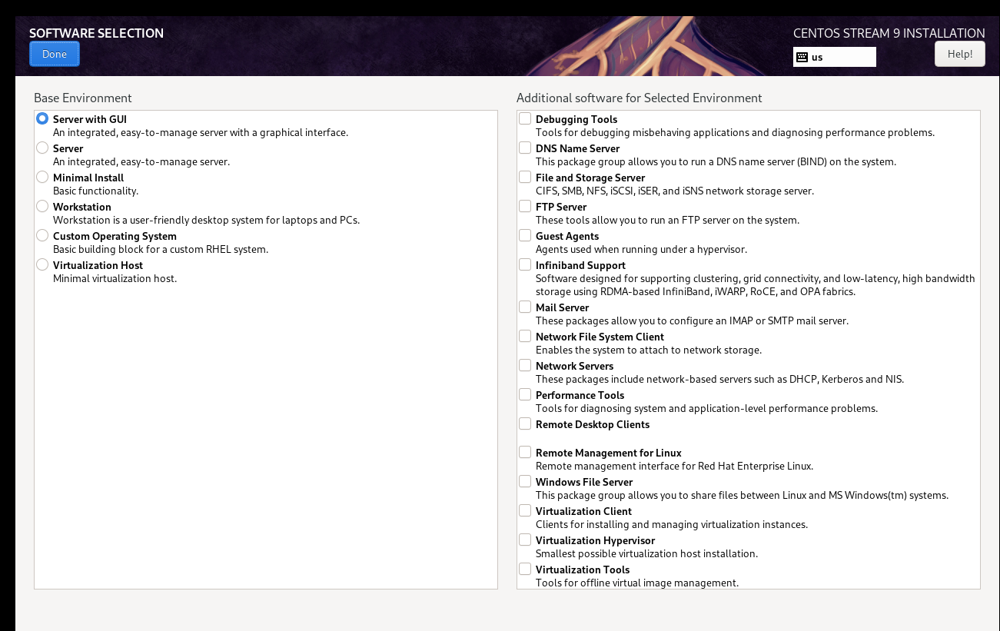 SOFTWARE SELECTION
CENTOS STREAM 9 INSTALLATION
Done
us
Help!
Base Environment
Server with GUI
An integrated, easy-to-manage server with a graphical interface.
Server
An integrated, easy-to-manage server.
Minimal Install
Basic functionality.
Workstation
Workstation is a user-friendly desktop system for laptops and PCs.
Custom Operating System
Basic building block for a custom RHEL system.
Virtualization Host
Minimal virtualization host.
Additional software for Selected Environment
Debugging Tools
Tools for debugging misbehaving applications and diagnosing performance problems.
DNS Name Server
This package group allows you to run a DNS name server (BIND) on the system.
File and Storage Server
CIFS, SMB, NFS, iSCSI, iSER, and iSNS network storage server.
FTP Server
These tools allow you to run an FTP server on the system.
Guest Agents
Agents used when running under a hypervisor.
Infiniband Support
Software designed for supporting clustering, grid connectivity, and low-latency, high bandwidth
storage using RDMA-based InfiniBand, iWARP, RoCE, and OPA fabrics.
Mail Server
These packages allow you to configure an IMAP or SMTP mail server.
Network File System Client
Enables the system to attach to network storage.
Network Servers
These packages include network-based servers such as DHCP, Kerberos and NIS.
Performance Tools
Tools for diagnosing system and application-level performance problems.
Remote Desktop Clients
Remote Management for Linux
Remote management interface for Red Hat Enterprise Linux.
Windows File Server
This package group allows you to share files between Linux and MS Windows(tm) systems.
Virtualization Client
Clients for installing and managing virtualization instances.
Virtualization Hypervisor
Smallest possible virtualization host installation.
Virtualization Tools
Tools for offline virtual image management.